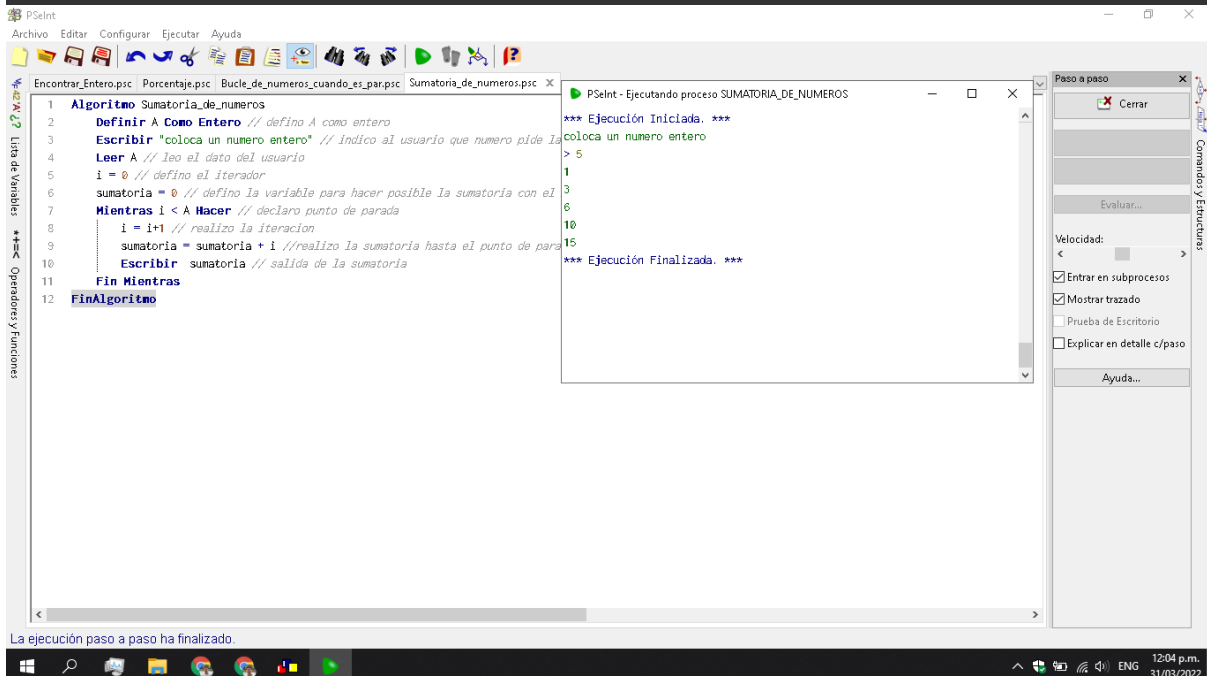 PSeInt
Archivo Editar Configurar Ejecutar Ayuda
Encontrar_Entero.psc Porcentaje.psc Bucle_de_numeros_cuando_es_par.psc Sumatoria_de_numeros.psc X
1 Algoritmo Sumatoria_de_numeros
2 Definir A Como Entero // defino A como entero
3 Escribir "coloca un numero entero" // indico al usuario que numero pide la
4 Leer A // leo el dato del usuario
5 i = 0 // defino el iterador
6 sumatoria = 0 // defino la variable para hacer posible la sumatoria con el
7 Mientras i < A Hacer // declaro punto de parada
8 i = i+1 // realizo la iteracion
9 sumatoria = sumatoria + i //realizo la sumatoria hasta el punto de para
10 Escribir sumatoria // salida de la sumatoria
11 Fin Mientras
12 FinAlgoritmo
PSeInt - Ejecutando proceso SUMATORIA_DE_NUMEROS
*** Ejecución Iniciada. ***
coloca un numero entero
> 5
1
3
6
10
15
*** Ejecución Finalizada. ***
Paso a paso x
Cerrar
Evaluar...
Velocidad:
Entrar en subprocesos
Mostrar trazado
Prueba de Escritorio
Explicar en detalle c/paso
Ayuda...
Lista de Variables
*+=< Operadores y Funciones
Comandos y Estructuras
La ejecución paso a paso ha finalizado.
ENG
12:04 p.m.
31/03/2022